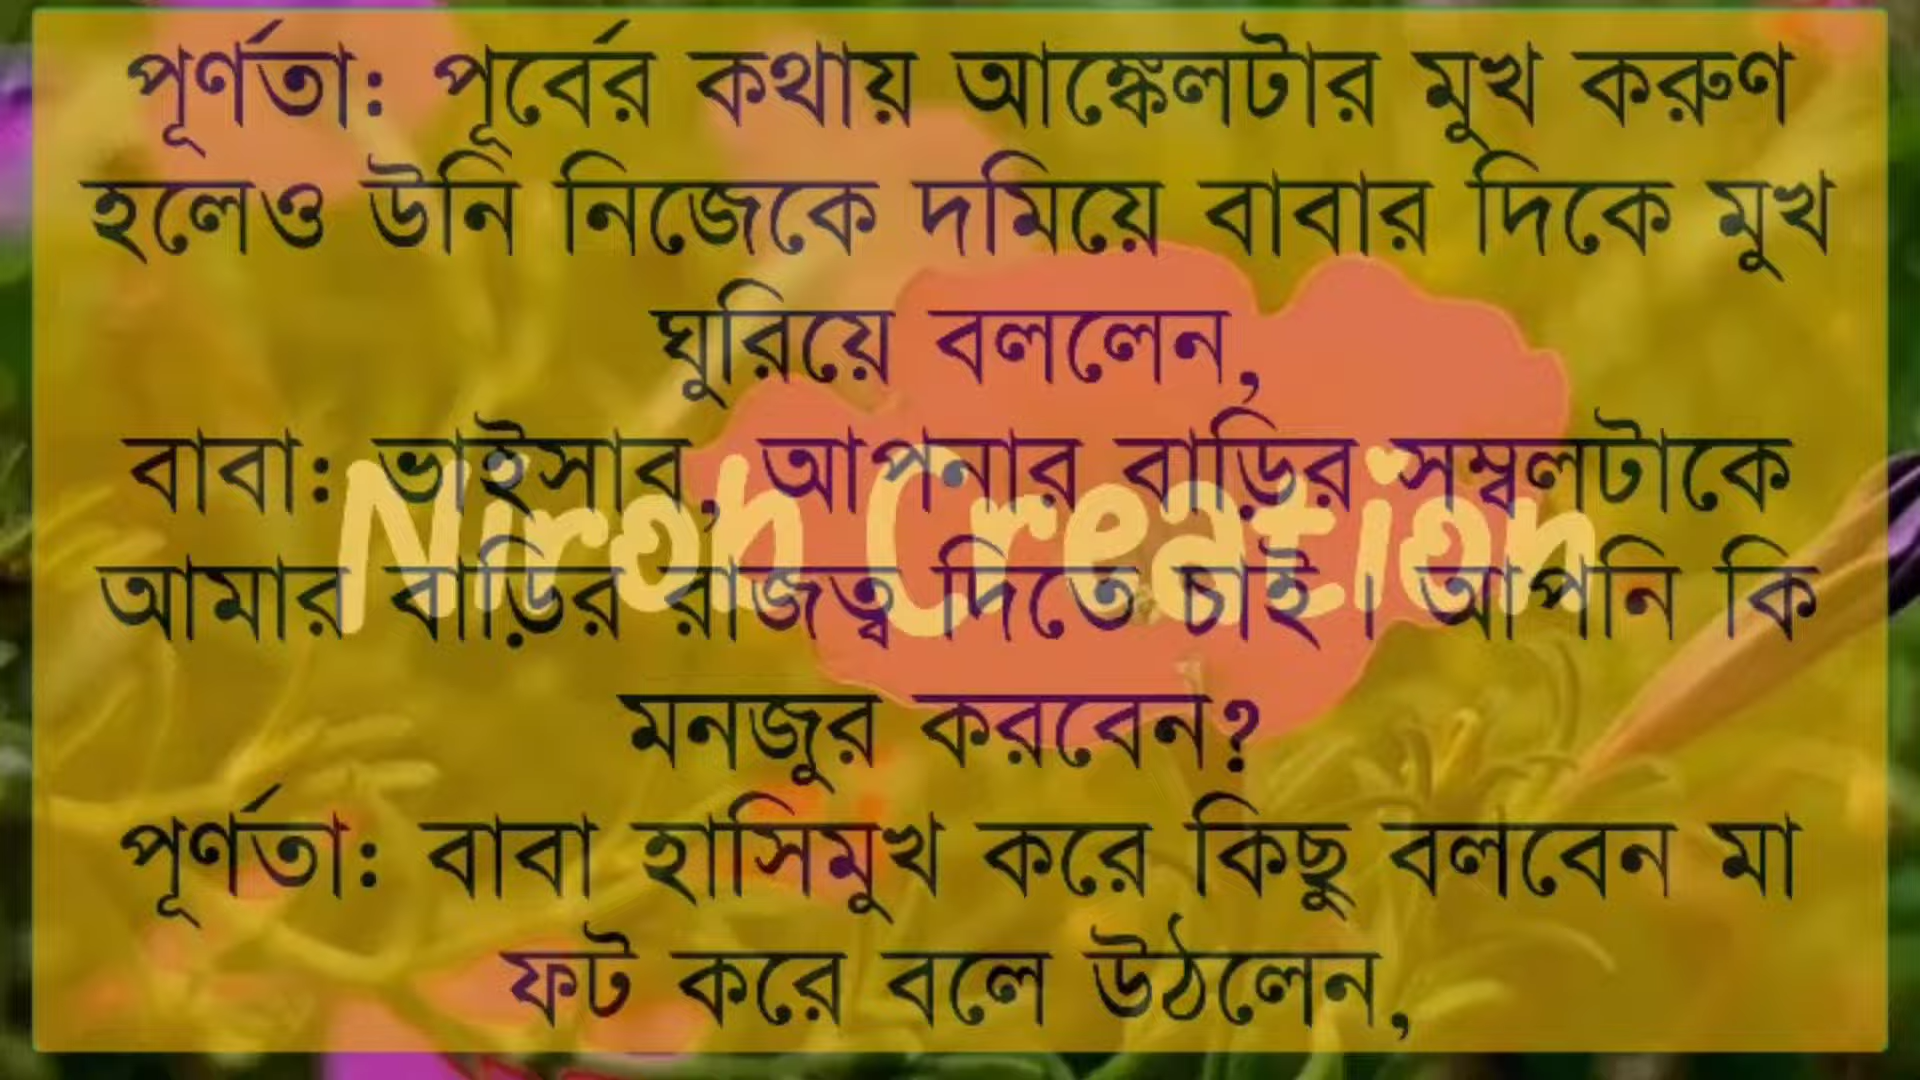 পূর্ণতা: পূর্বের কথায় আঙ্কেলটার মুখ করুণ
হলেও উনি নিজেকে দমিয়ে বাবার দিকে মুখ
ঘুরিয়ে বললেন,
বাবা: ভাইসাব, আপনার বাড়ির সম্বলটাকে
আমার বাড়ির রাজত্ব দিতে চাই। আপনি কি
মনজুর করবেন?
পূর্ণতা: বাবা হাসিমুখ করে কিছু বলবেন মা
ফট করে বলে উঠলেন,
Niroh Creation